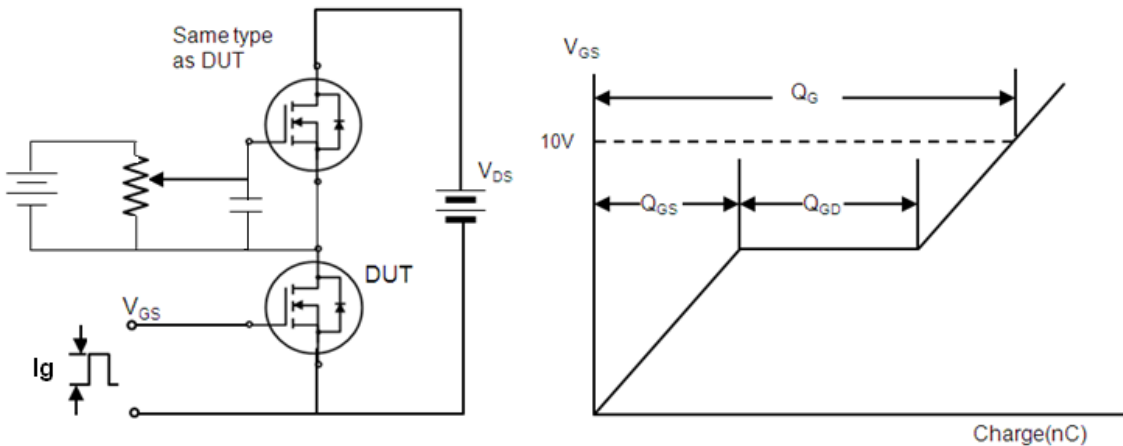 Same type
as DUT
V_DS
DUT
V_GS
Ig
V_GS
Q_G
10V
Q_GS
Q_GD
Charge(nC)